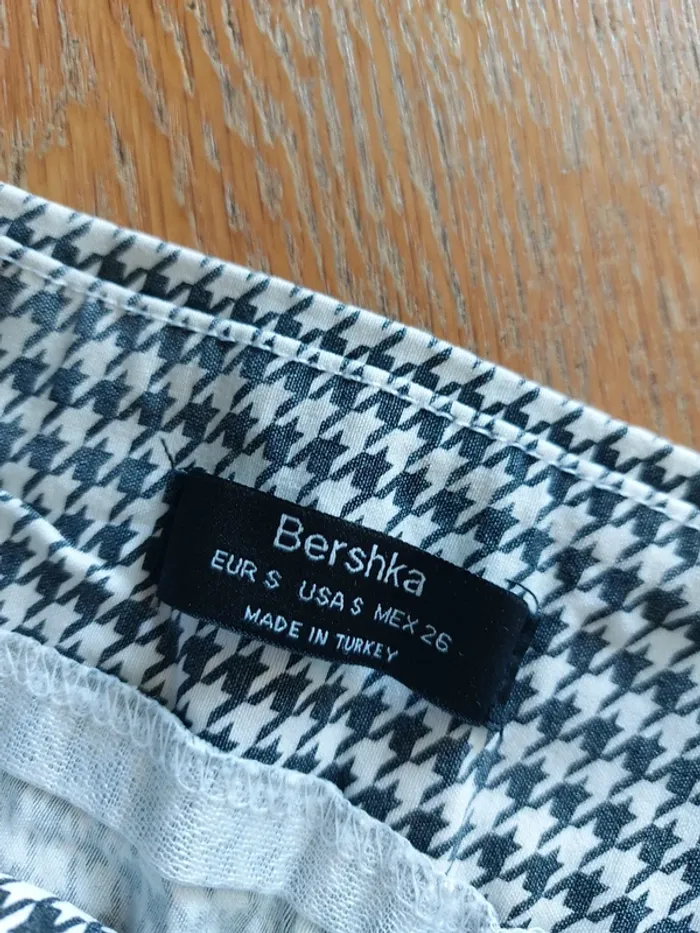 Bershka
EUR S USA S MEX 26
MADE IN TURKEY